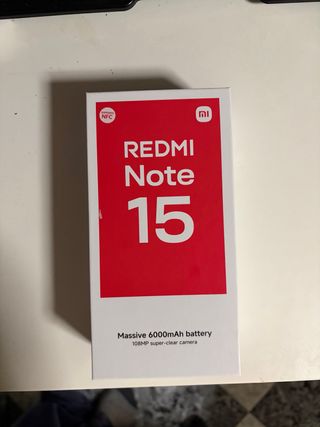 NFC
mi
REDMI
Note
15
Massive 6000mAh battery
108MP super-clear camera